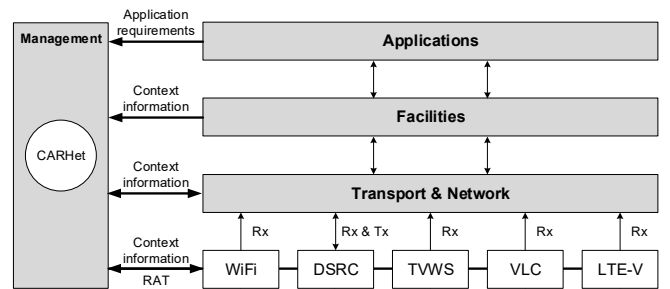 Management
CARHet
Application
requirements
Applications
Context
information
Facilities
Context
information
Transport & Network
Rx
Rx & Tx
Rx
Rx
Rx
Context
information
RAT
WiFi
DSRC
TVWS
VLC
LTE-V